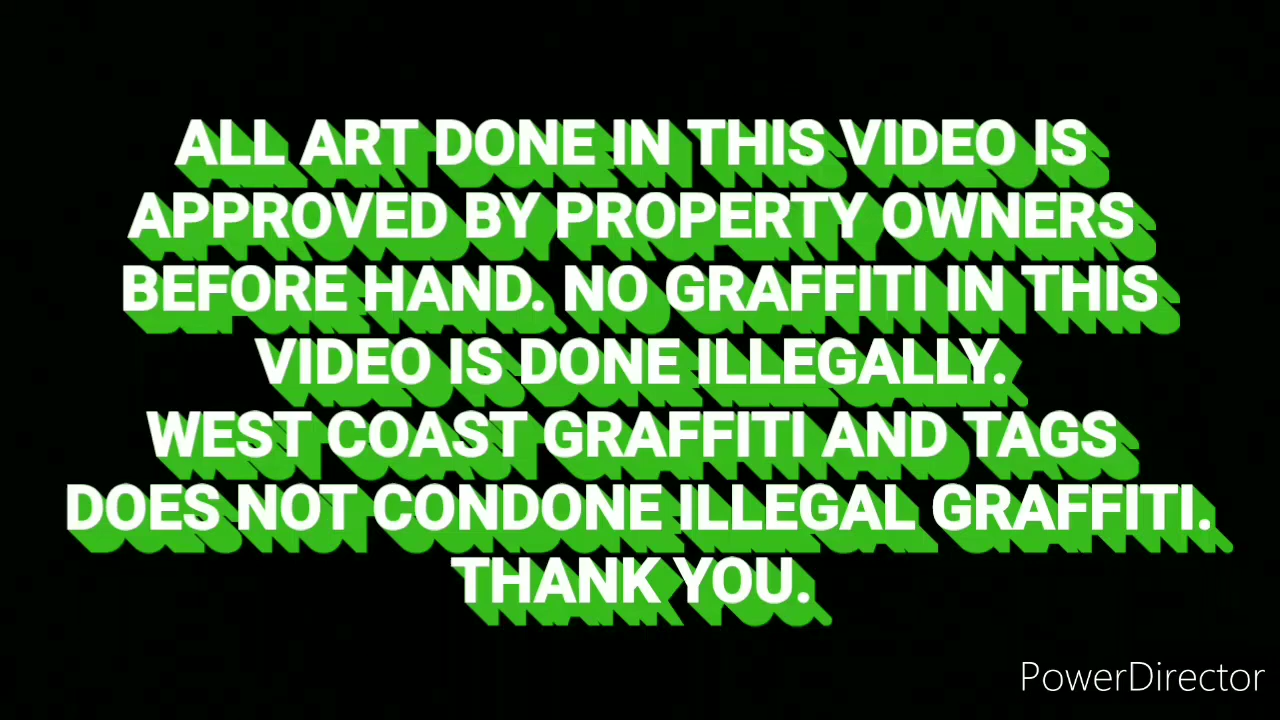 ALL ART DONE IN THIS VIDEO IS
APPROVED BY PROPERTY OWNERS
BEFORE HAND. NO GRAFFITI IN THIS
VIDEO IS DONE ILLEGALLY.
WEST COAST GRAFFITI AND TAGS
DOES NOT CONDONE ILLEGAL GRAFFITI.
THANK YOU.
PowerDirector